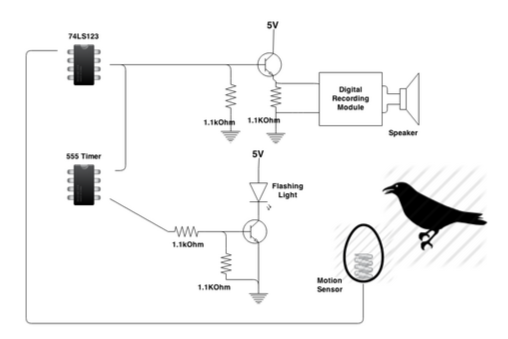 74LS123
5V
1.1kOhm
1.1KOhm
Digital
Recording
Module
Speaker
555 Timer
5V
Flashing
Light
1.1kOhm
1.1KOhm
Motion
Sensor